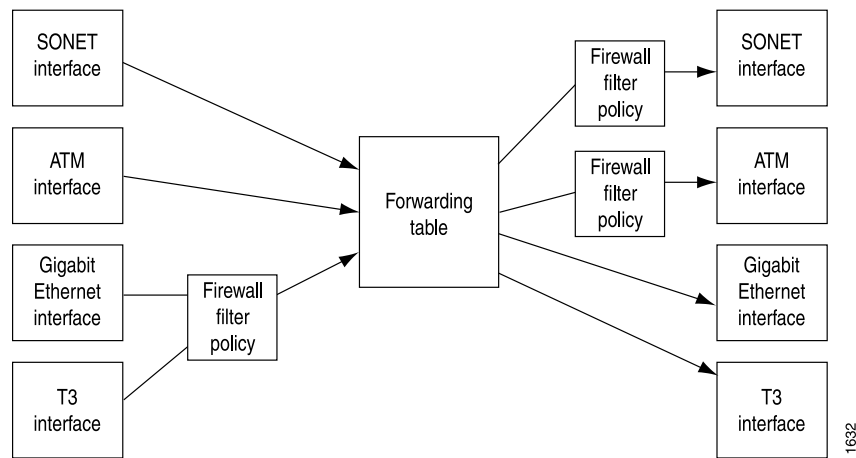 SONET
interface
ATM
interface
Gigabit
Ethernet
interface
T3
interface
Firewall
filter
policy
Forwarding
table
Firewall
filter
policy
Firewall
filter
policy
SONET
interface
ATM
interface
Gigabit
Ethernet
interface
T3
interface
1632